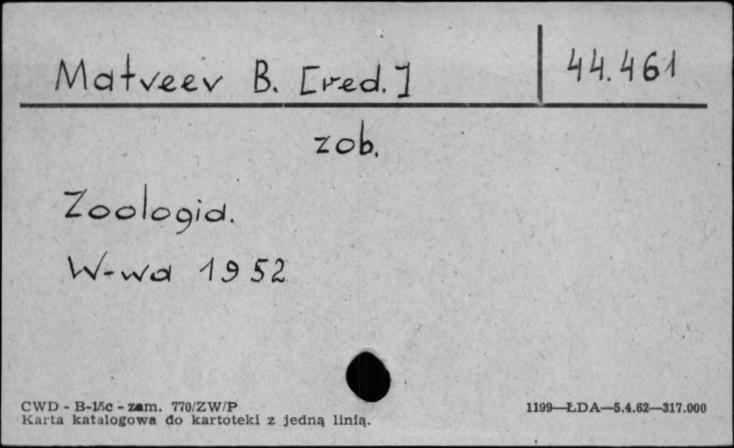 Matveev B. [red.] 44.461
zob.
Zoologia.
W-wa 1952
CWD - B-15c - zam. 770/ZW/P 1199—ŁDA—5.4.62—317.000
Karta katalogowa do kartoteki z jedną linią.